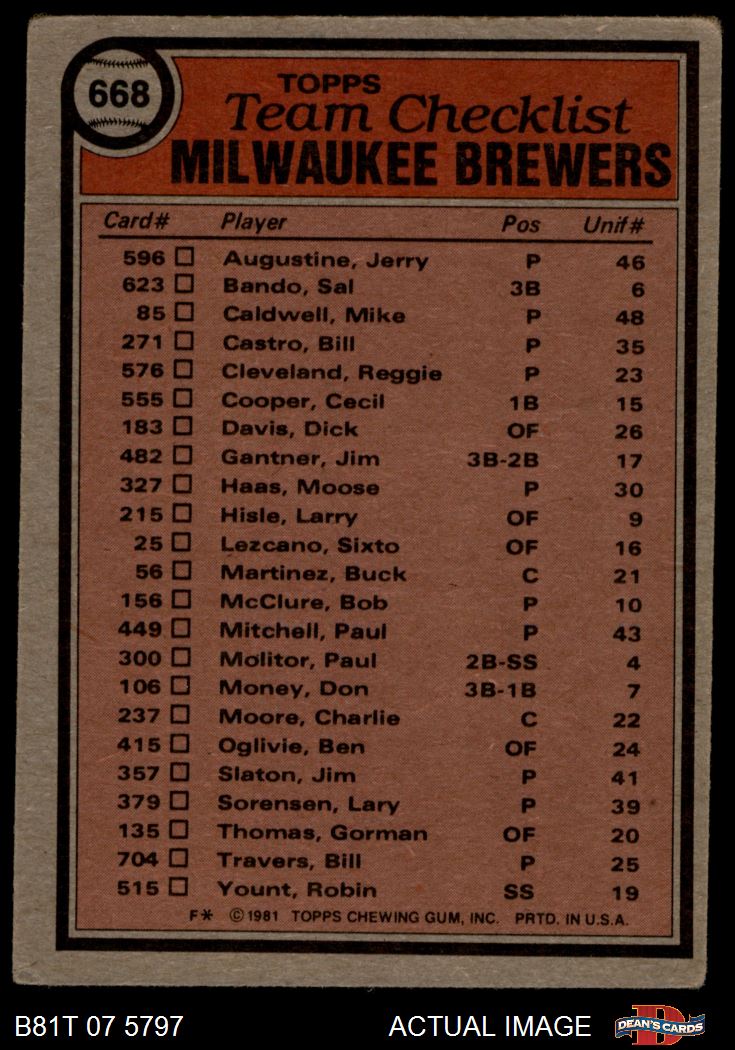 668
TOPPS
Team Checklist
MILWAUKEE BREWERS
Card# Player Pos Unif#
596 □ Augustine, Jerry P 46
623 □ Bando, Sal 3B 6
85 □ Caldwell, Mike P 48
271 □ Castro, Bill P 35
576 □ Cleveland, Reggie P 23
555 □ Cooper, Cecil 1B 15
183 □ Davis, Dick OF 26
482 □ Gantner, Jim 3B-2B 17
327 □ Haas, Moose P 30
215 □ Hisle, Larry OF 9
25 □ Lezcano, Sixto OF 16
56 □ Martinez, Buck C 21
156 □ McClure, Bob P 10
449 □ Mitchell, Paul P 43
300 □ Molitor, Paul 2B-SS 4
106 □ Money, Don 3B-1B 7
237 □ Moore, Charlie C 22
415 □ Oglivie, Ben OF 24
357 □ Slaton, Jim P 41
379 □ Sorensen, Lary P 39
135 □ Thomas, Gorman OF 20
704 □ Travers, Bill P 25
515 □ Yount, Robin SS 19
F* © 1981 TOPPS CHEWING GUM, INC. PRTD. IN U.S.A.
B81T 07 5797 ACTUAL IMAGE D DEAN'S CARDS